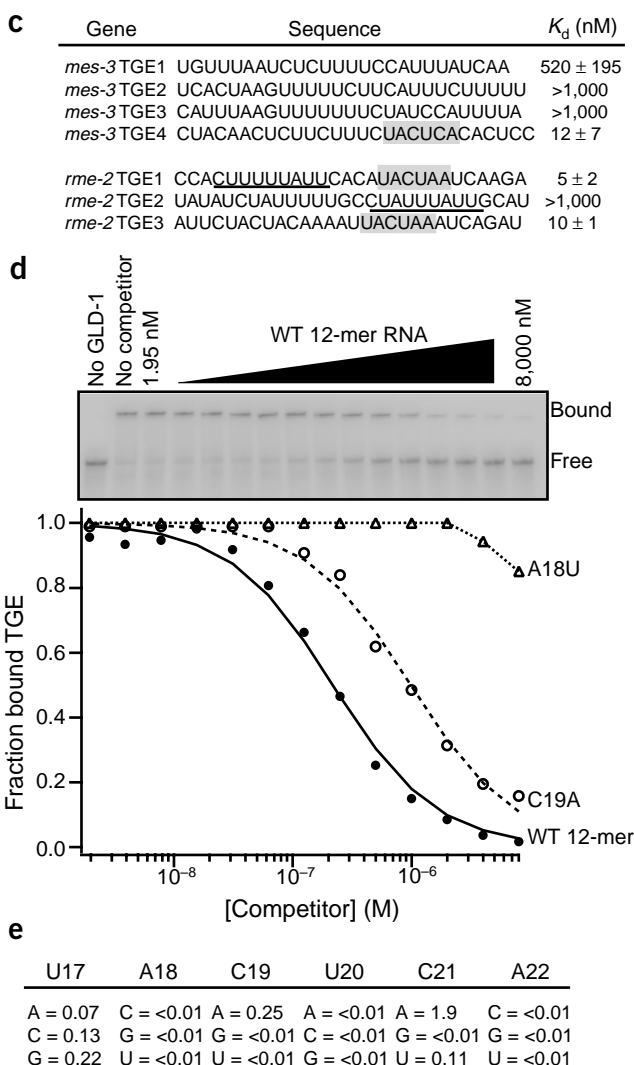 c
Gene Sequence Kd (nM)
mes-3 TGE1 UGUUUAAUCUCUUUUCCAUUUAUCAA 520 ± 195
mes-3 TGE2 UCACUAAGUUUUUCUUCAUUUCUUUUU >1,000
mes-3 TGE3 CAUUUAAGUUUUUUCUAUCCAUUUUA >1,000
mes-3 TGE4 CUACAACUCUUCUUUCUACUCACACUCC 12 ± 7
rme-2 TGE1 CCACUUUUUAUUCACAUACUAAUCAAGA 5 ± 2
rme-2 TGE2 UAUAUCUAUUUUUGCCUAUUUAUUGCAU >1,000
rme-2 TGE3 AUUCUACUACAAAAUUACUAAAUCAGAU 10 ± 1
d
No GLD-1
No competitor
1.95 nM
WT 12-mer RNA
8,000 nM
Bound
Free
Fraction bound TGE
1.0
0.8
0.6
0.4
0.2
0.0
A18U
C19A
WT 12-mer
10⁻⁸ 10⁻⁷ 10⁻⁶
[Competitor] (M)
e
U17 A18 C19 U20 C21 A22
A = 0.07 C = <0.01 A = 0.25 A = <0.01 A = 1.9 C = <0.01
C = 0.13 G = <0.01 G = <0.01 C = <0.01 G = <0.01 G = <0.01
G = 0.22 U = <0.01 U = <0.01 G = <0.01 U = 0.11 U = <0.01